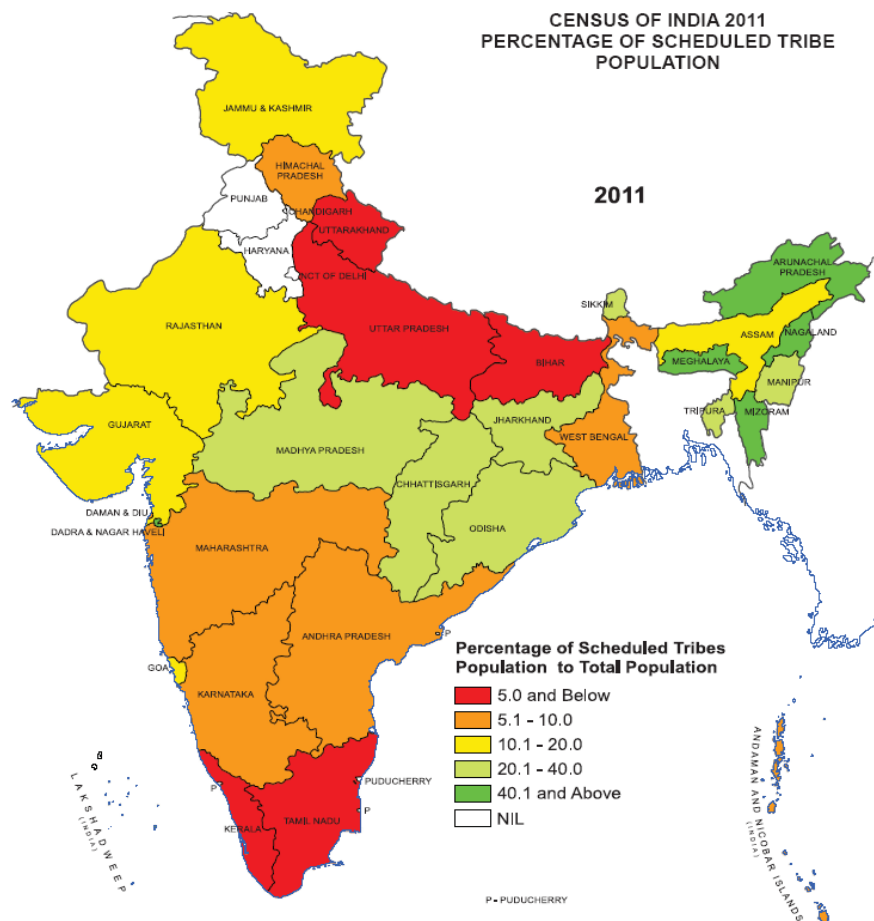 CENSUS OF INDIA 2011
PERCENTAGE OF SCHEDULED TRIBE
POPULATION
2011
JAMMU & KASHMIR
HIMACHAL
PRADESH
PUNJAB
CHANDIGARH
UTTARAKHAND
HARYANA
NCT OF DELHI
RAJASTHAN
UTTAR PRADESH
BIHAR
SIKKIM
ARUNACHAL
PRADESH
ASSAM
NAGALAND
MEGHALAYA
MANIPUR
TRIPURA
MIZORAM
GUJARAT
MADHYA PRADESH
JHARKHAND
WEST BENGAL
CHHATTISGARH
ODISHA
DAMAN & DIU
DADRA & NAGAR HAVELI
MAHARASHTRA
ANDHRA PRADESH
P
GOA
KARNATAKA
Percentage of Scheduled Tribes
Population to Total Population
5.0 and Below
5.1 - 10.0
10.1 - 20.0
20.1 - 40.0
40.1 and Above
NIL
PUDUCHERRY
P
P
KERALA
TAMIL NADU
LAKSHADWEEP
(INDIA)
ANDAMAN AND NICOBAR ISLANDS
(INDIA)
P - PUDUCHERRY